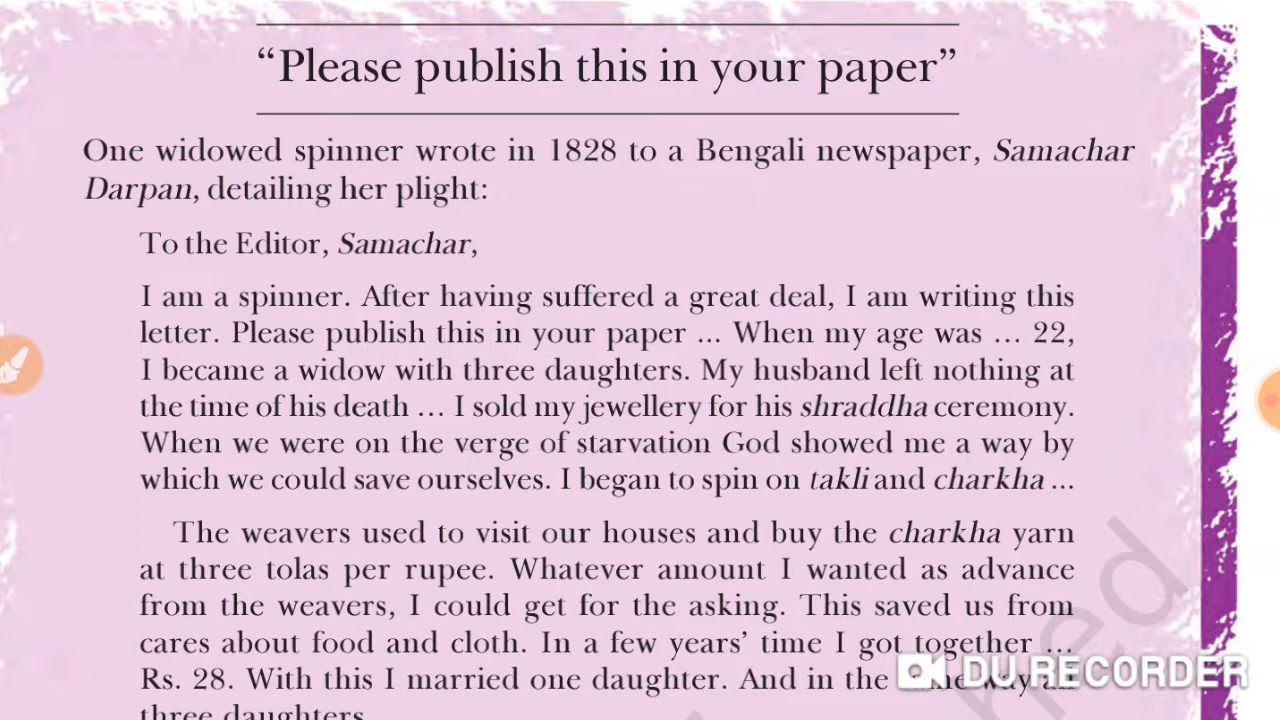 “Please publish this in your paper”
One widowed spinner wrote in 1828 to a Bengali newspaper, Samachar
Darpan, detailing her plight:
To the Editor, Samachar,
I am a spinner. After having suffered a great deal, I am writing this
letter. Please publish this in your paper ... When my age was ... 22,
I became a widow with three daughters. My husband left nothing at
the time of his death ... I sold my jewellery for his shraddha ceremony.
When we were on the verge of starvation God showed me a way by
which we could save ourselves. I began to spin on takli and charkha ...
The weavers used to visit our houses and buy the charkha yarn
at three tolas per rupee. Whatever amount I wanted as advance
from the weavers, I could get for the asking. This saved us from
cares about food and cloth. In a few years’ time I got together ...
Rs. 28. With this I married one daughter. And in the
three daughters
DU RECORDER